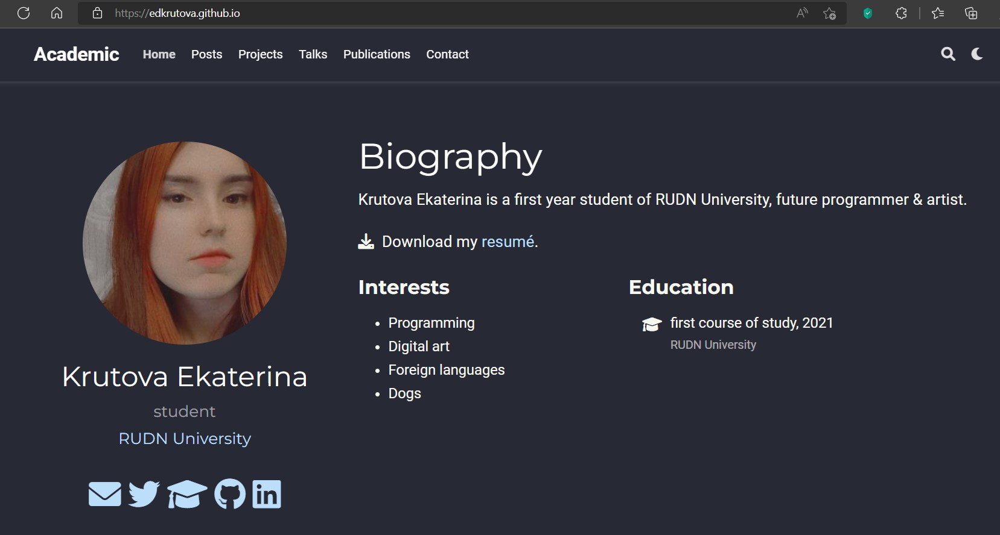 https://edkrutova.github.io
Academic Home Posts Projects Talks Publications Contact
Biography
Krutova Ekaterina is a first year student of RUDN University, future programmer & artist.
Download my resumé.
Interests
Programming
Digital art
Foreign languages
Dogs
Education
first course of study, 2021
RUDN University
Krutova Ekaterina
student
RUDN University
in